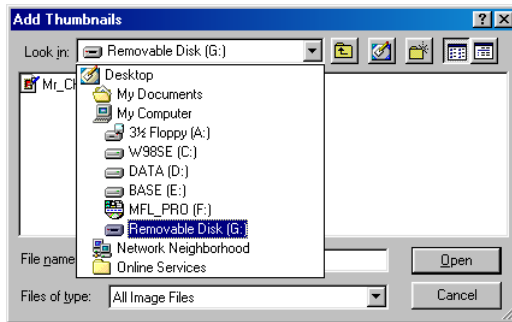 Add Thumbnails
Look in: Removable Disk (G:)
Desktop
My Documents
My Computer
3½ Floppy (A:)
W98SE (C:)
DATA (D:)
BASE (E:)
MFL_PRO (F:)
Removable Disk (G:)
Network Neighborhood
Online Services
File name
Open
Files of type: All Image Files
Cancel